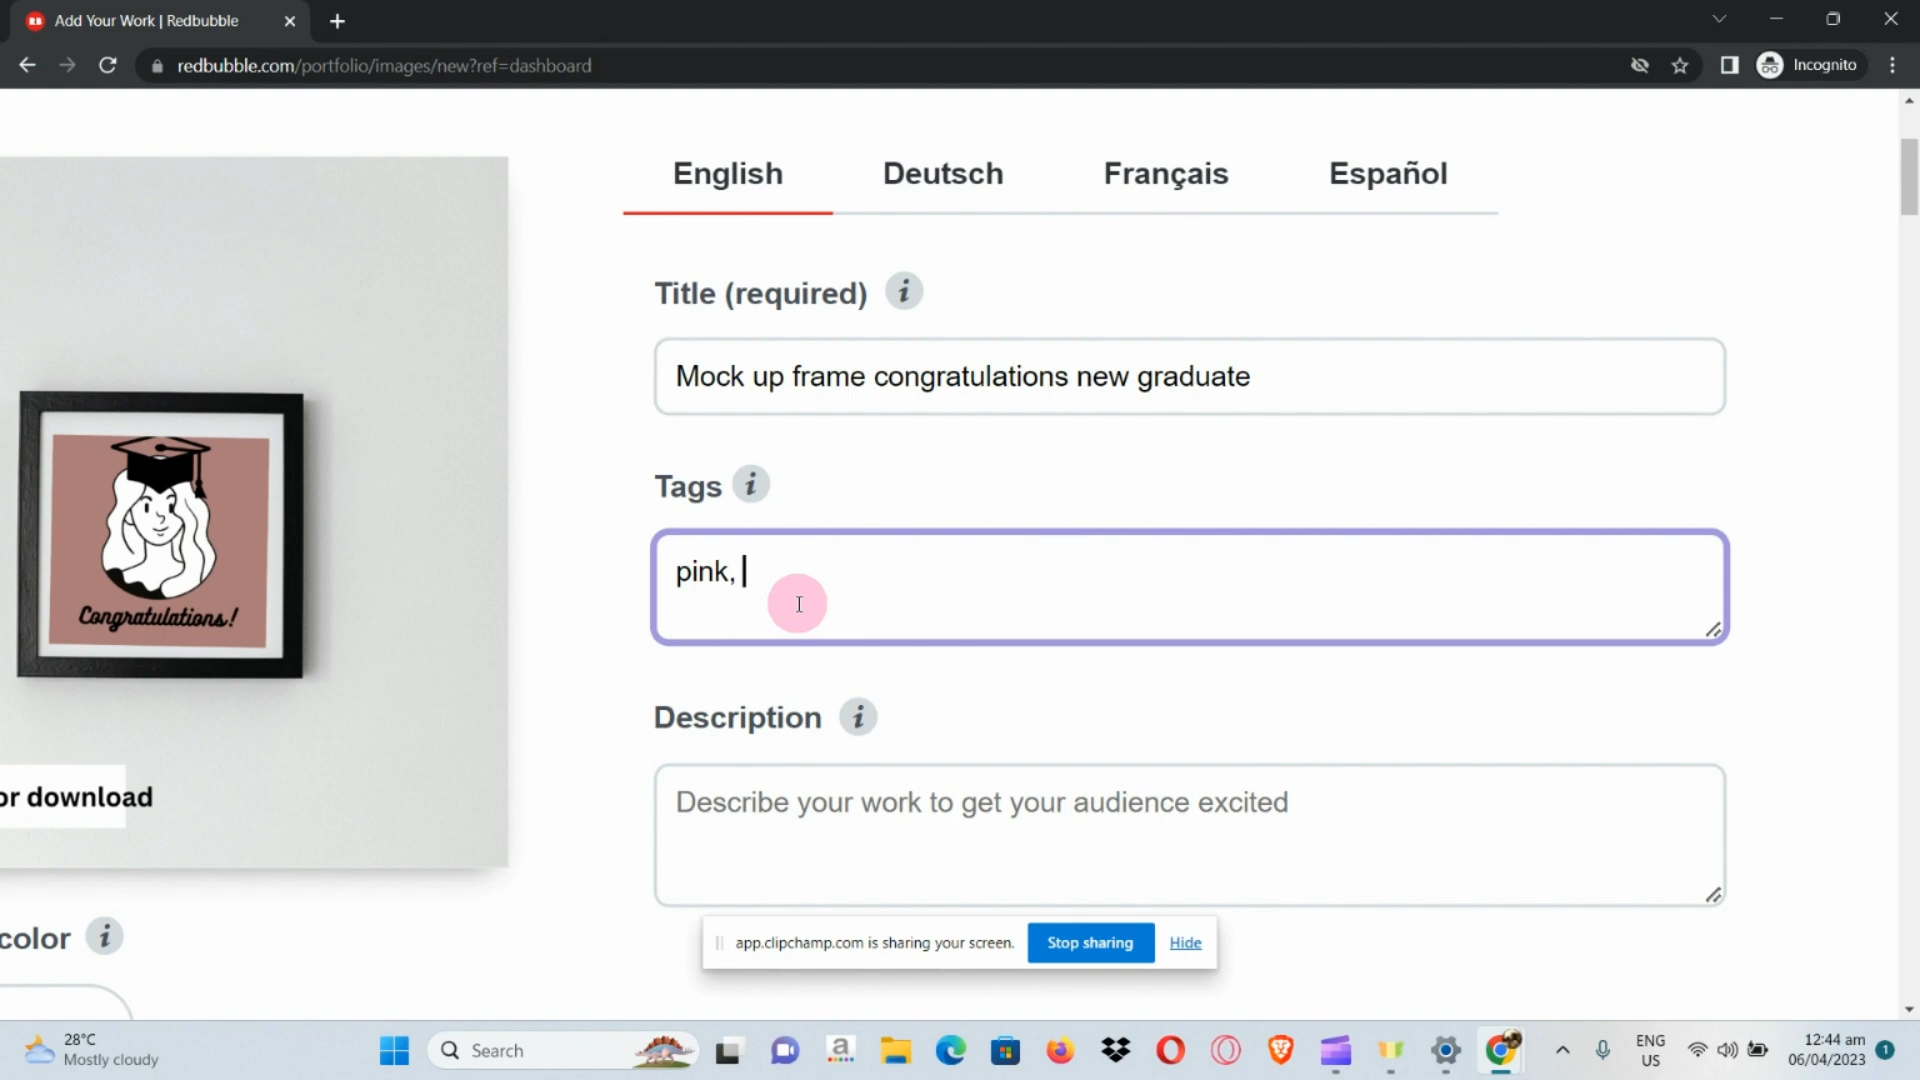 Add Your Work | Redbubble
redbubble.com/portfolio/images/new?ref=dashboard
Incognito
English
Deutsch
Français
Español
Title (required)
Mock up frame congratulations new graduate
Tags
pink,
Congratulations!
Description
or download
Describe your work to get your audience excited
color
app.clipchamp.com is sharing your screen.
Stop sharing
Hide
28°C
Mostly cloudy
Search
ENG
US
12:44 am
06/04/2023
1